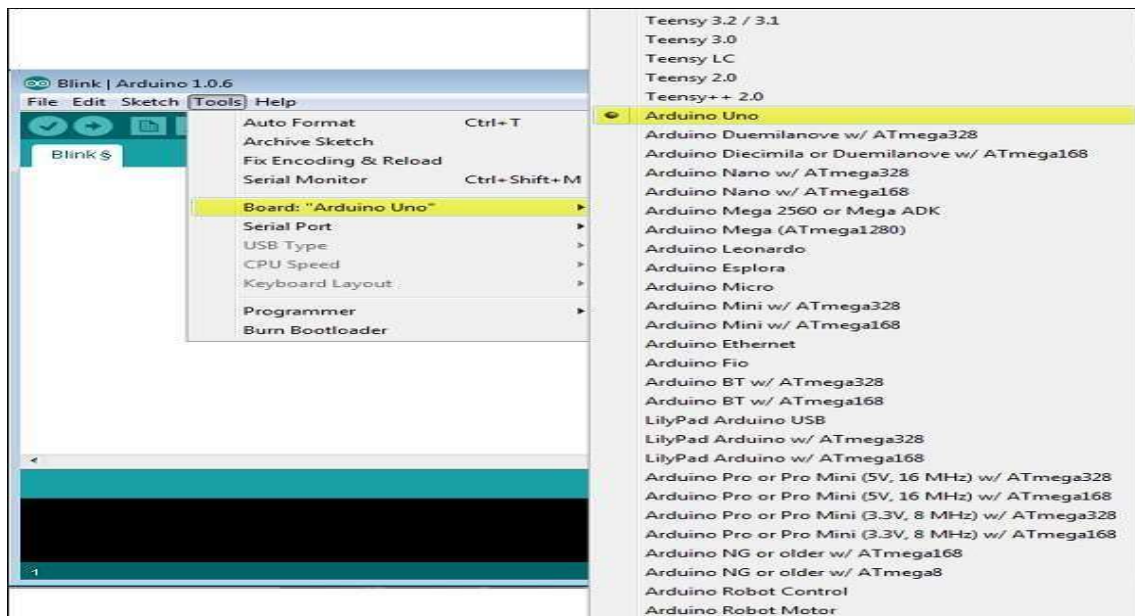 Blink | Arduino 1.0.6
File Edit Sketch Tools Help
Blink §
Auto Format Ctrl+T
Archive Sketch
Fix Encoding & Reload
Serial Monitor Ctrl+Shift+M
Board: "Arduino Uno"
Serial Port
USB Type
CPU Speed
Keyboard Layout
Programmer
Burn Bootloader
1
Teensy 3.2 / 3.1
Teensy 3.0
Teensy LC
Teensy 2.0
Teensy++ 2.0
Arduino Uno
Arduino Duemilanove w/ ATmega328
Arduino Diecimila or Duemilanove w/ ATmega168
Arduino Nano w/ ATmega328
Arduino Nano w/ ATmega168
Arduino Mega 2560 or Mega ADK
Arduino Mega (ATmega1280)
Arduino Leonardo
Arduino Esplora
Arduino Micro
Arduino Mini w/ ATmega328
Arduino Mini w/ ATmega168
Arduino Ethernet
Arduino Fio
Arduino BT w/ ATmega328
Arduino BT w/ ATmega168
LilyPad Arduino USB
LilyPad Arduino w/ ATmega328
LilyPad Arduino w/ ATmega168
Arduino Pro or Pro Mini (5V, 16 MHz) w/ ATmega328
Arduino Pro or Pro Mini (5V, 16 MHz) w/ ATmega168
Arduino Pro or Pro Mini (3.3V, 8 MHz) w/ ATmega328
Arduino Pro or Pro Mini (3.3V, 8 MHz) w/ ATmega168
Arduino NG or older w/ ATmega168
Arduino NG or older w/ ATmega8
Arduino Robot Control
Arduino Robot Motor